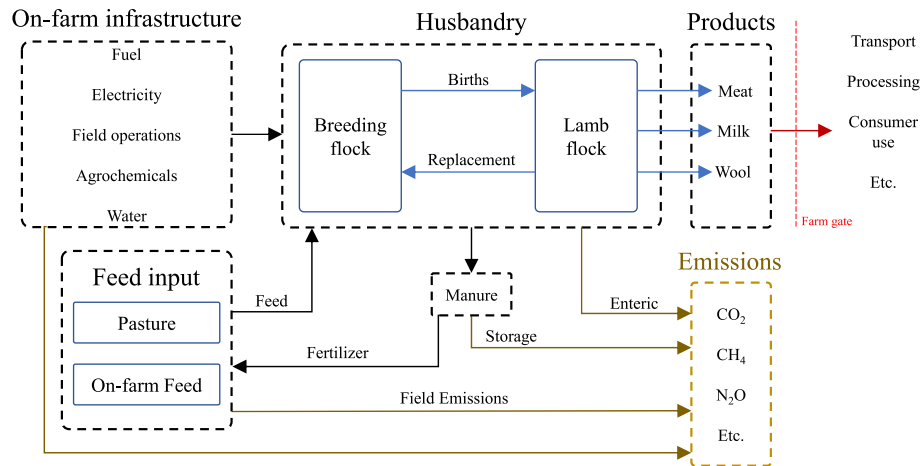 On-farm infrastructure
Fuel
Electricity
Field operations
Agrochemicals
Water
Husbandry
Breeding
flock
Births
Replacement
Lamb
flock
Products
Meat
Milk
Wool
Transport
Processing
Consumer
use
Etc.
Farm gate
Feed input
Pasture
On-farm Feed
Feed
Fertilizer
Manure
Storage
Enteric
Field Emissions
Emissions
CO₂
CH₄
N₂O
Etc.